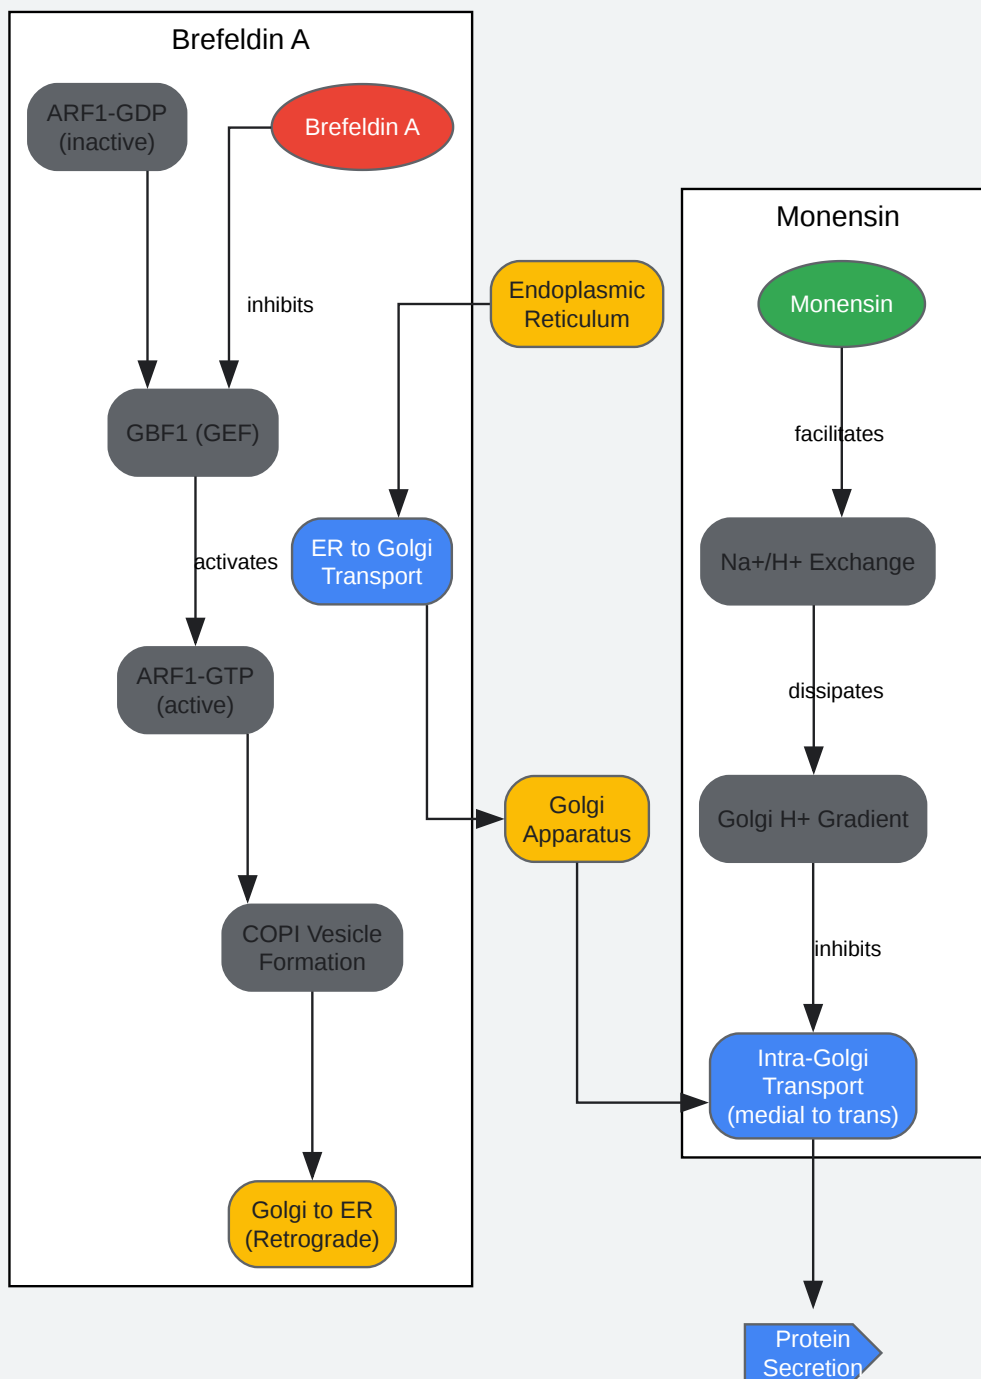 Brefeldin A
ARF1-GDP
(inactive)
Brefeldin A
inhibits
GBF1 (GEF)
activates
ER to Golgi
Transport
ARF1-GTP
(active)
COPI Vesicle
Formation
Golgi to ER
(Retrograde)
Endoplasmic
Reticulum
Golgi
Apparatus
Monensin
Monensin
facilitates
Na+/H+ Exchange
dissipates
Golgi H+ Gradient
inhibits
Intra-Golgi
Transport
(medial to trans)
Protein
Secretion